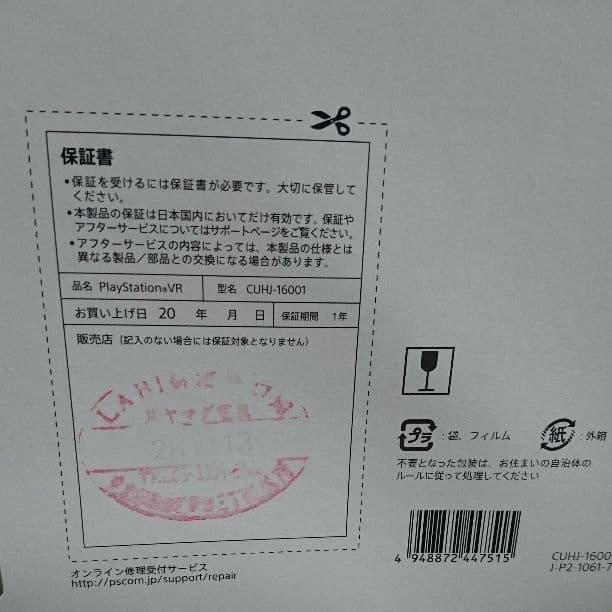 保証書
•保証を受けるには保証書が必要です。大切に保管して
ください。
•本製品の保証は日本国内においてだけ有効です。保証や
アフターサービスについてはサポートページをご覧ください。
•アフターサービスの内容によっては、本製品の仕様とは
異なる製品／部品との交換になる場合があります。
品名 PlayStation®VR 型名 CUHJ-16001
お買い上げ日 20 年 月 日 保証期間 1年
販売店（記入のない場合には保証対象となりません）
オンライン修理受付サービス
http://pscom.jp/support/repair
プラ :袋、フィルム 紙 :外箱
不要となった包装は、お住まいの自治体の
ルールに従って処理してください
4 948872 447515
CUHJ-1600
J-P2-1061-7